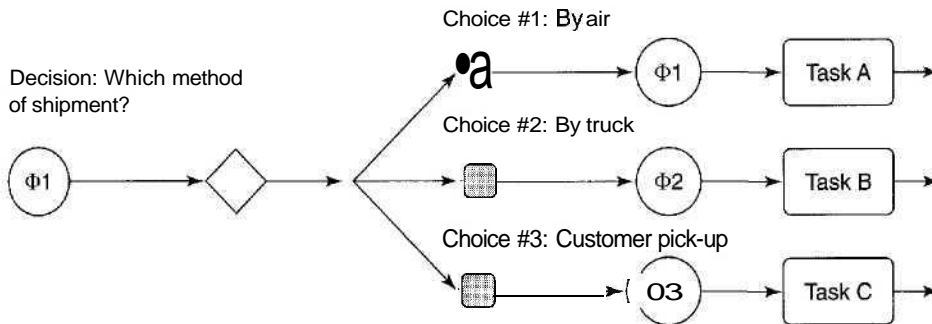 Choice #1: By air
•a
Φ1
Task A
Decision: Which method
of shipment?
Choice #2: By truck
Φ1
Φ2
Task B
Choice #3: Customer pick-up
( O3
Task C